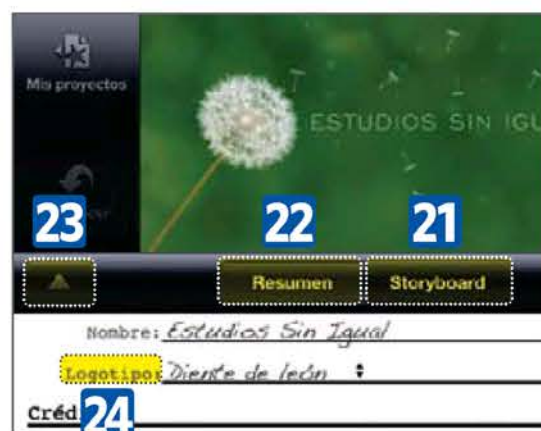 Mis proyectos
ESTUDIOS SIN IGU
23
22
21
Resumen
Storyboard
Nombre: Estudios Sin Igual
Logotipo: Diente de león
Créd
24